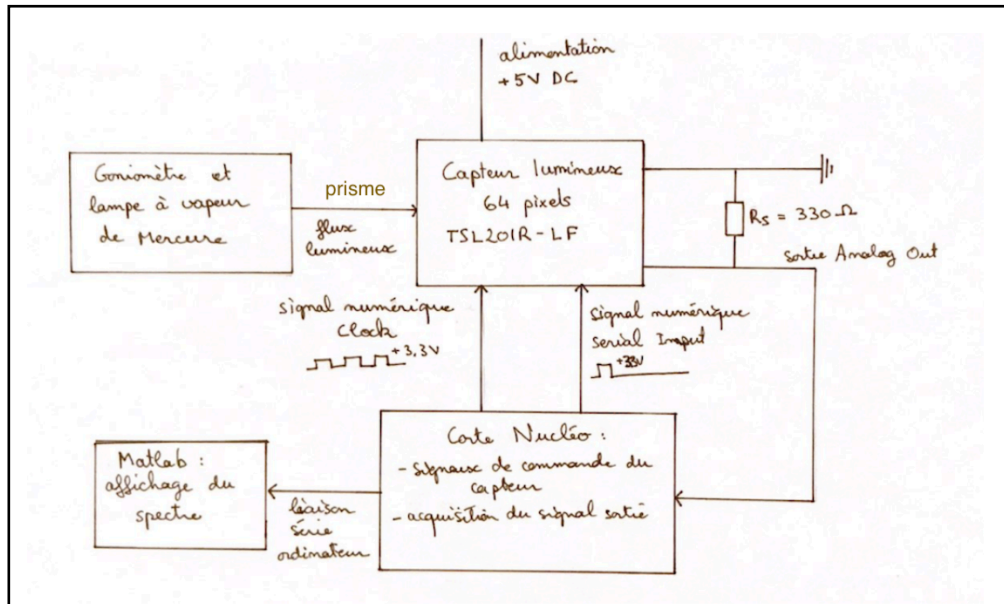 alimentation
+5V DC
Goniomètre et
lampe à vapeur
de Mercure
prisme
flux
lumineux
Capteur lumineux
64 pixels
TSL201R-LF
Rs = 330 Ω
sortie Analog Out
signal numérique
Clock
+3.3V
signal numérique
Serial Imput
+3.3V
Carte Nucléo :
- signaux de commande du
capteur
- acquisition du signal sortie
Matlab :
affichage du
spectre
liaison
série
ordinateur